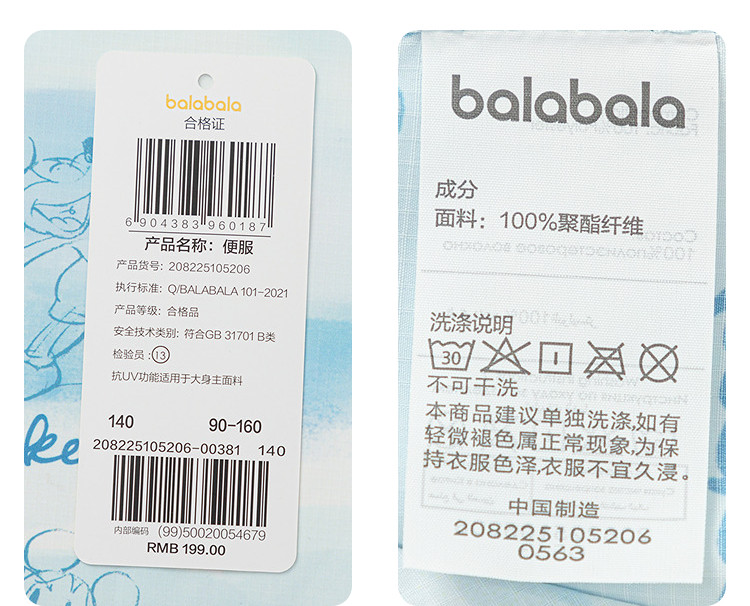 balabala
合格证
6 904383 960187
产品名称：便服
产品货号：208225105206
执行标准：Q/BALABALA 101-2021
产品等级：合格品
安全技术类别：符合GB 31701 B类
检验员：13
抗UV功能适用于大身主面料
140 90-160
208225105206-00381 140
内部编码 (99)50020054679
RMB 199.00
ke
balabala
成分
面料：100%聚酯纤维
洗涤说明
30
不可干洗
本商品建议单独洗涤,如有
轻微褪色属正常现象,为保
持衣服色泽,衣服不宜久浸。
中国制造
208225105206
0563